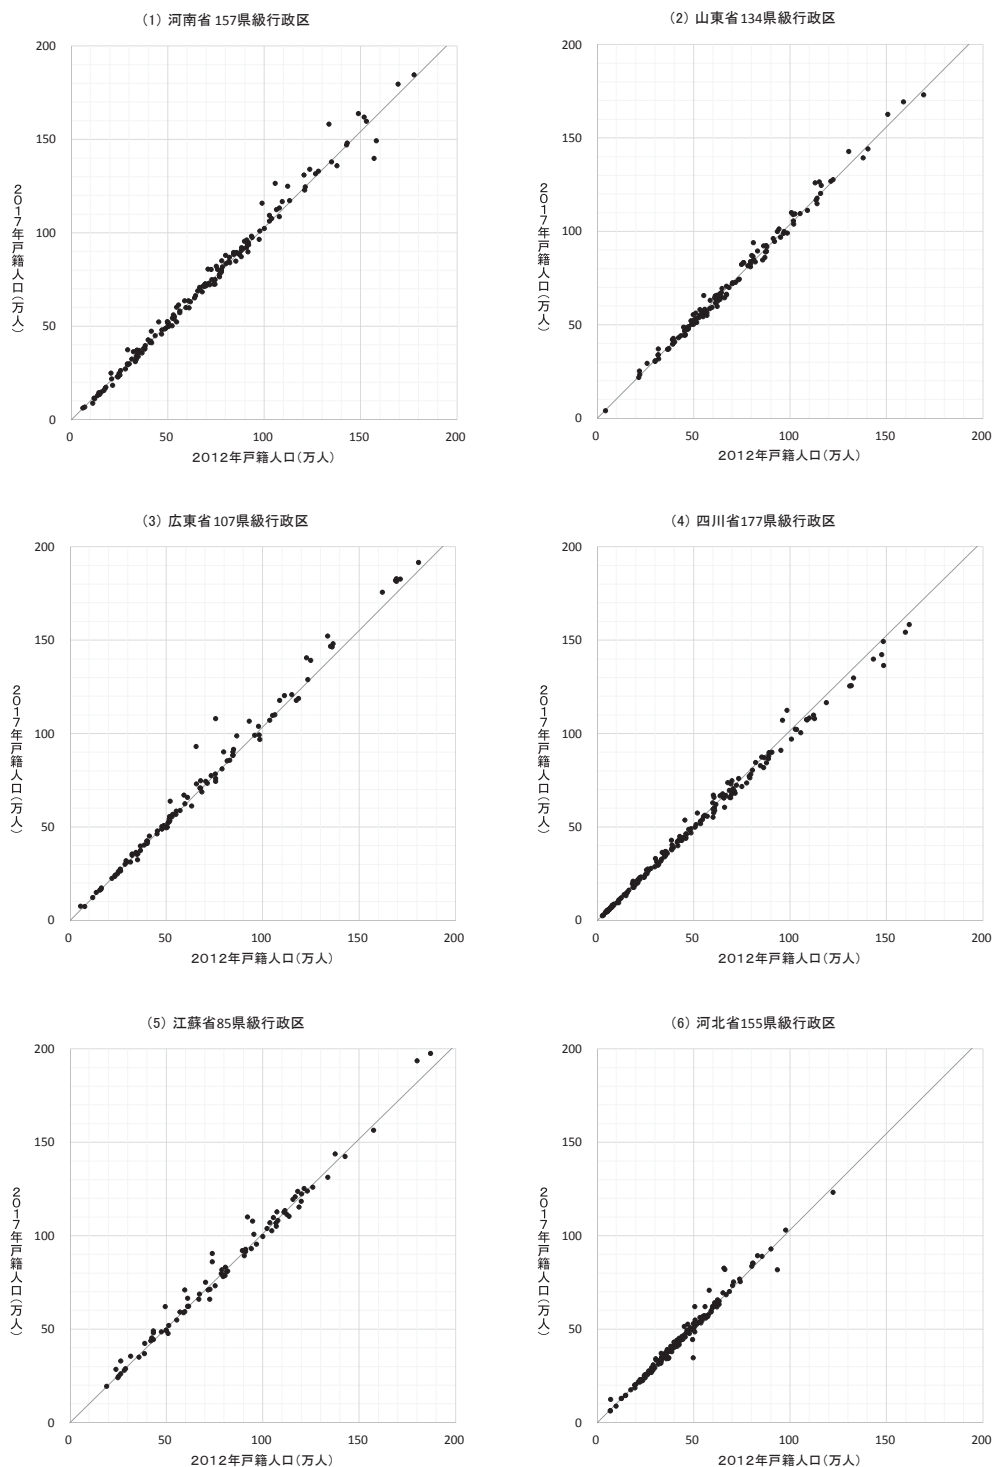 (1) 河南省157県級行政区
200
150
100
50
0
0 50 100 150 200
2017年戸籍人口(万人)
2012年戸籍人口(万人)
(2) 山東省134県級行政区
200
150
100
50
0
0 50 100 150 200
2017年戸籍人口(万人)
2012年戸籍人口(万人)
(3) 広東省107県級行政区
200
150
100
50
0
0 50 100 150 200
2017年戸籍人口(万人)
2012年戸籍人口(万人)
(4) 四川省177県級行政区
200
150
100
50
0
0 50 100 150 200
2017年戸籍人口(万人)
2012年戸籍人口(万人)
(5) 江蘇省85県級行政区
200
150
100
50
0
0 50 100 150 200
2017年戸籍人口(万人)
2012年戸籍人口(万人)
(6) 河北省155県級行政区
200
150
100
50
0
0 50 100 150 200
2017年戸籍人口(万人)
2012年戸籍人口(万人)